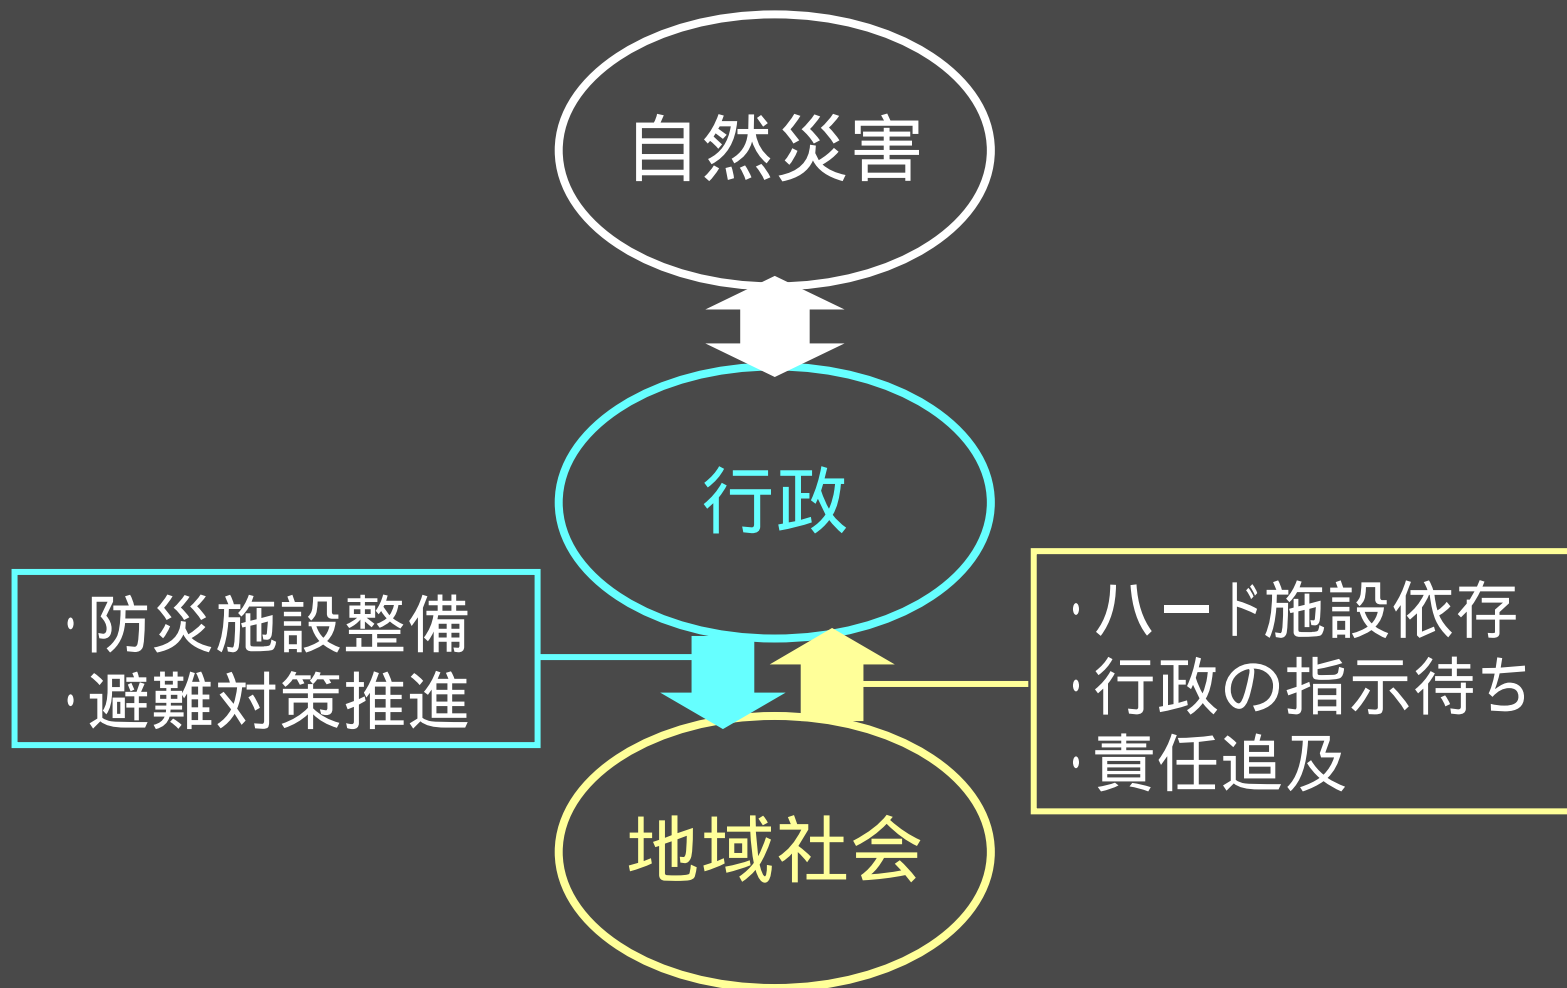 自然災害
行政
・防災施設整備
・避難対策推進
・ハード施設依存
・行政の指示待ち
・責任追及
地域社会